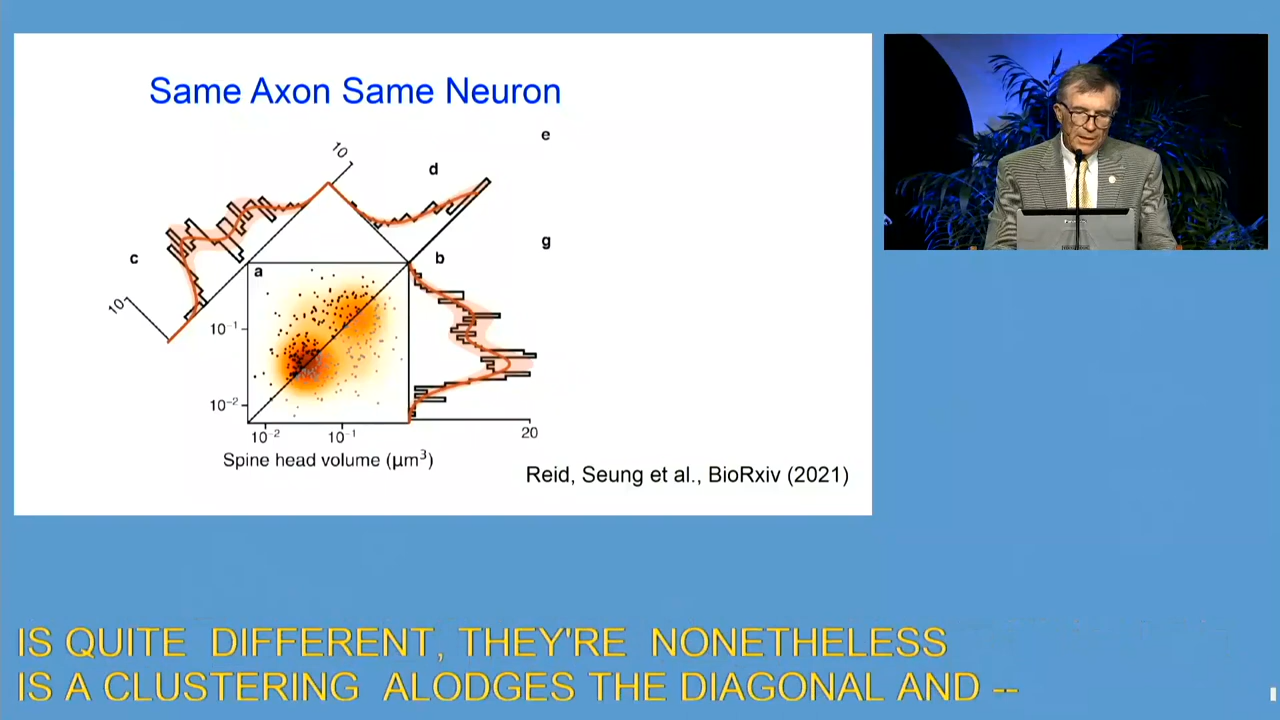 Same Axon Same Neuron
e
10
d
c
g
b
a
10
10⁻¹
10⁻²
10⁻²
10⁻¹
20
Spine head volume (μm³)
Reid, Seung et al., BioRxiv (2021)
IS QUITE DIFFERENT, THEY'RE NONETHELESS
IS A CLUSTERING ALODGES THE DIAGONAL AND --